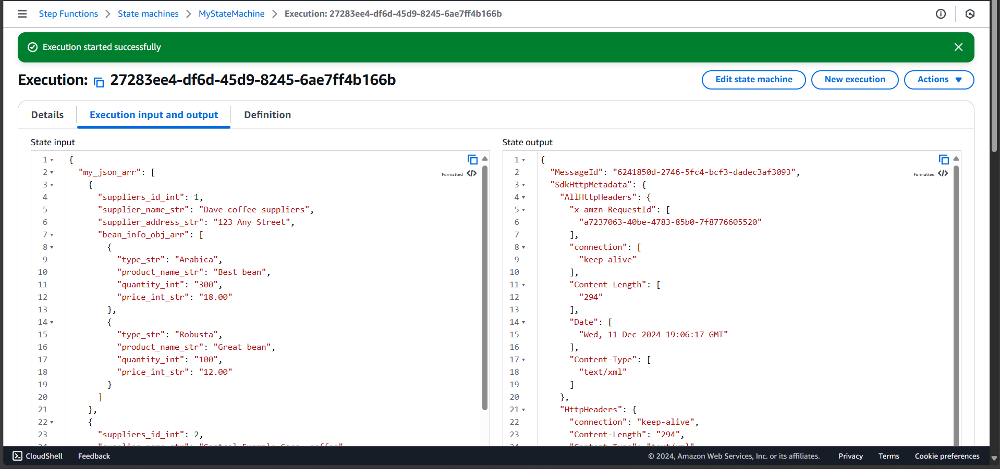 Step Functions > State machines > MyStateMachine > Execution: 27283ee4-df6d-45d9-8245-6ae7ff4b166b
Execution started successfully
Execution: 27283ee4-df6d-45d9-8245-6ae7ff4b166b
Edit state machine
New execution
Actions
Details
Execution input and output
Definition
State input
Formatted
1 {
2 "my_json_arr": [
3 {
4 "suppliers_id_int": 1,
5 "supplier_name_str": "Dave coffee suppliers",
6 "supplier_address_str": "123 Any Street",
7 "bean_info_obj_arr": [
8 {
9 "type_str": "Arabica",
10 "product_name_str": "Best bean",
11 "quantity_int": "300",
12 "price_int_str": "18.00"
13 },
14 {
15 "type_str": "Robusta",
16 "product_name_str": "Great bean",
17 "quantity_int": "100",
18 "price_int_str": "12.00"
19 }
20 ]
21 },
22 {
23 "suppliers_id_int": 2,
State output
Formatted
1 {
2 "MessageId": "6241850d-2746-5fc4-bcf3-dadec3af3093",
3 "SdkHttpMetadata": {
4 "AllHttpHeaders": {
5 "x-amzn-RequestId": [
6 "a7237063-40be-4783-85b0-7f8776605520"
7 ],
8 "connection": [
9 "keep-alive"
10 ],
11 "Content-Length": [
12 "294"
13 ],
14 "Date": [
15 "Wed, 11 Dec 2024 19:06:17 GMT"
16 ],
17 "Content-Type": [
18 "text/xml"
19 ]
20 },
21 "HttpHeaders": {
22 "connection": "keep-alive",
23 "Content-Length": "294",
CloudShell
Feedback
© 2024, Amazon Web Services, Inc. or its affiliates.
Privacy
Terms
Cookie preferences